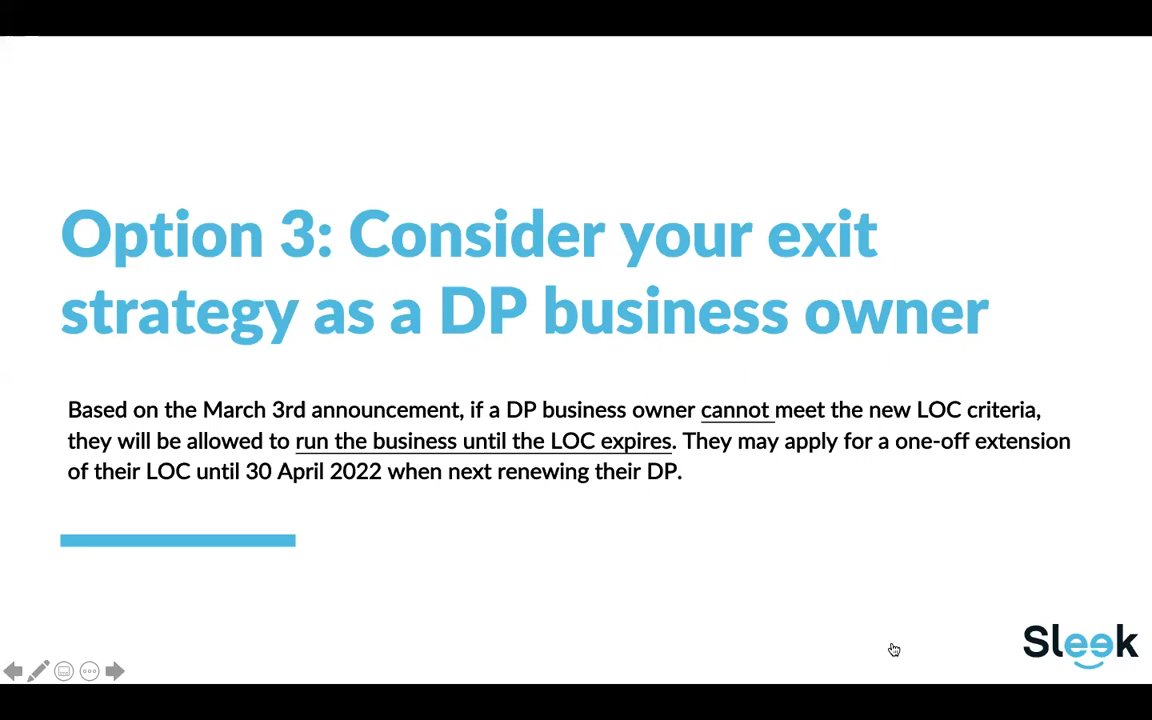 Option 3: Consider your exit
strategy as a DP business owner
Based on the March 3rd announcement, if a DP business owner cannot meet the new LOC criteria,
they will be allowed to run the business until the LOC expires. They may apply for a one-off extension
of their LOC until 30 April 2022 when next renewing their DP.
Sleek